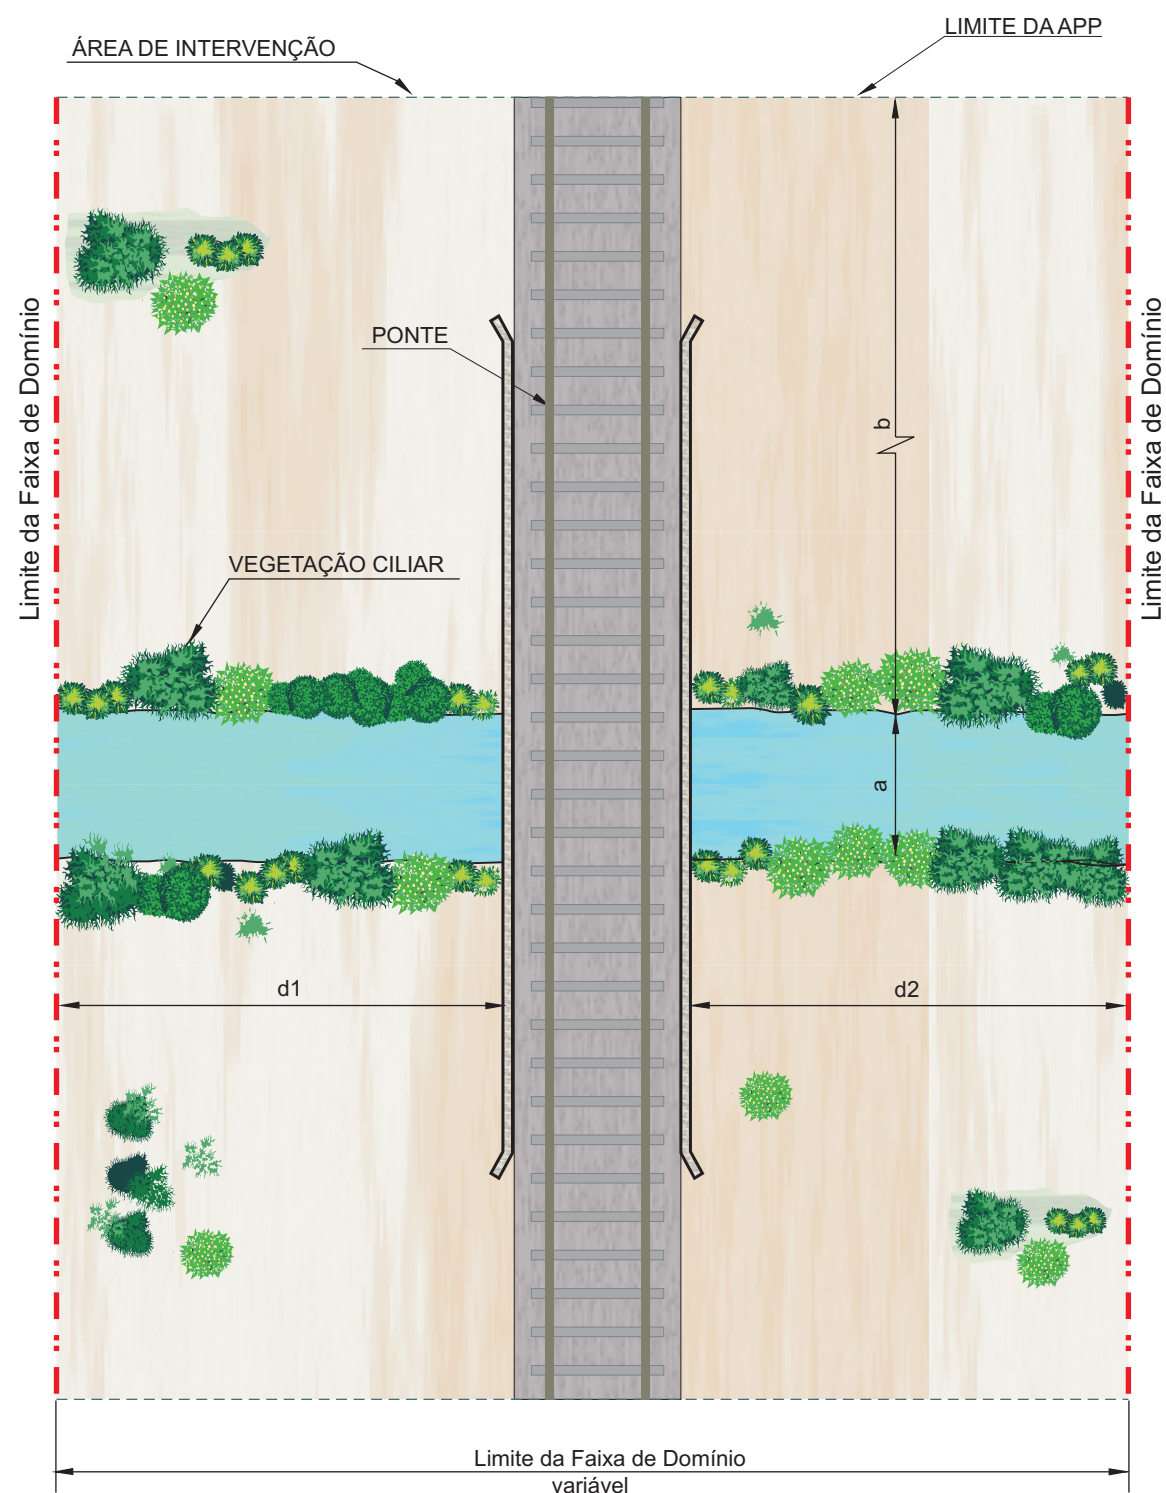 LIMITE DA APP
ÁREA DE INTERVENÇÃO
Limite da Faixa de Domínio
Limite da Faixa de Domínio
PONTE
b
VEGETAÇÃO CILIAR
a
d1
d2
Limite da Faixa de Domínio
variável